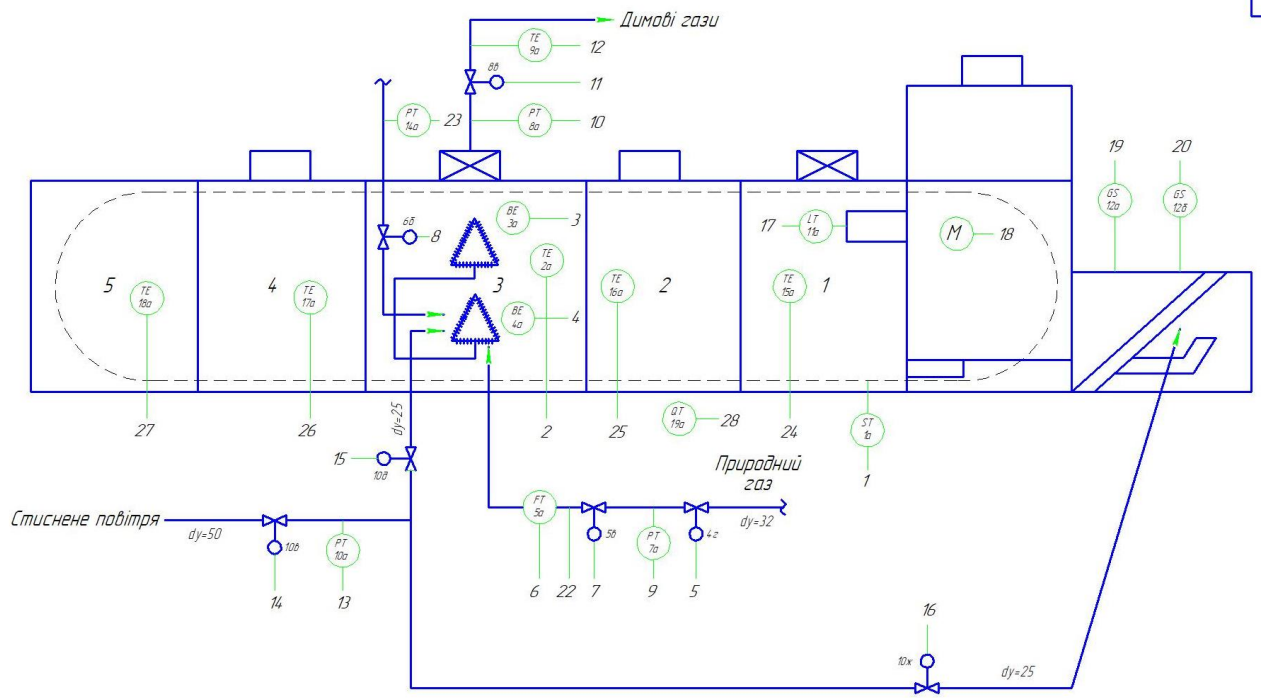 Димові гази
TE
9а
12
8б
11
PT
14а
23
PT
8а
10
19
20
GS
12а
GS
12б
6б
8
BE
3а
3
LT
11а
17
M
18
TE
2а
5
TE
18а
4
TE
17а
3
TE
16а
2
TE
15а
1
BE
4а
4
27
26
dy=25
2
25
QT
19а
28
24
ST
1а
1
15
10д
Природний
газ
Стиснене повітря
dy=50
10в
PT
10а
FT
5а
5в
PT
7а
4г
dy=32
14
13
6
22
7
9
5
16
10ж
dy=25